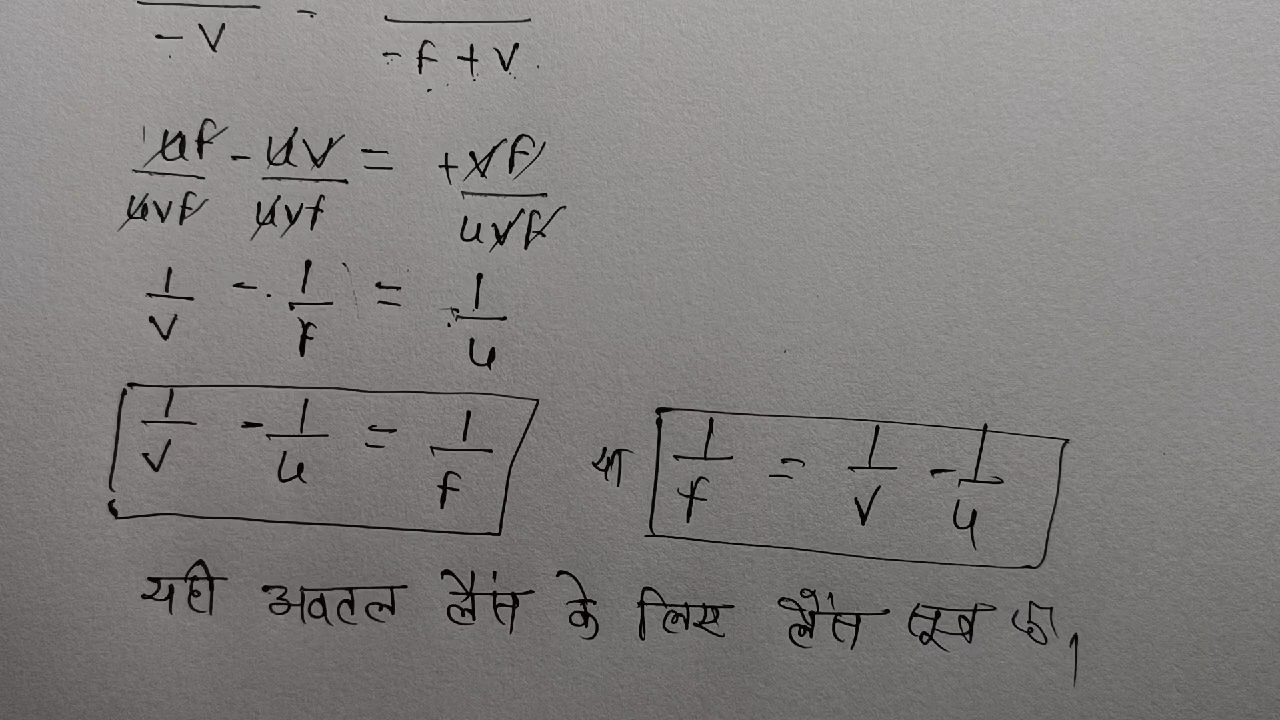 -v - -f + v
uf/uvf - uv/uvf = + vf/uvf
1/v - 1/f = 1/u
1/v - 1/u = 1/f या 1/f = 1/v - 1/u
यही अवतल लैंस के लिए लैंस सूत्र है।